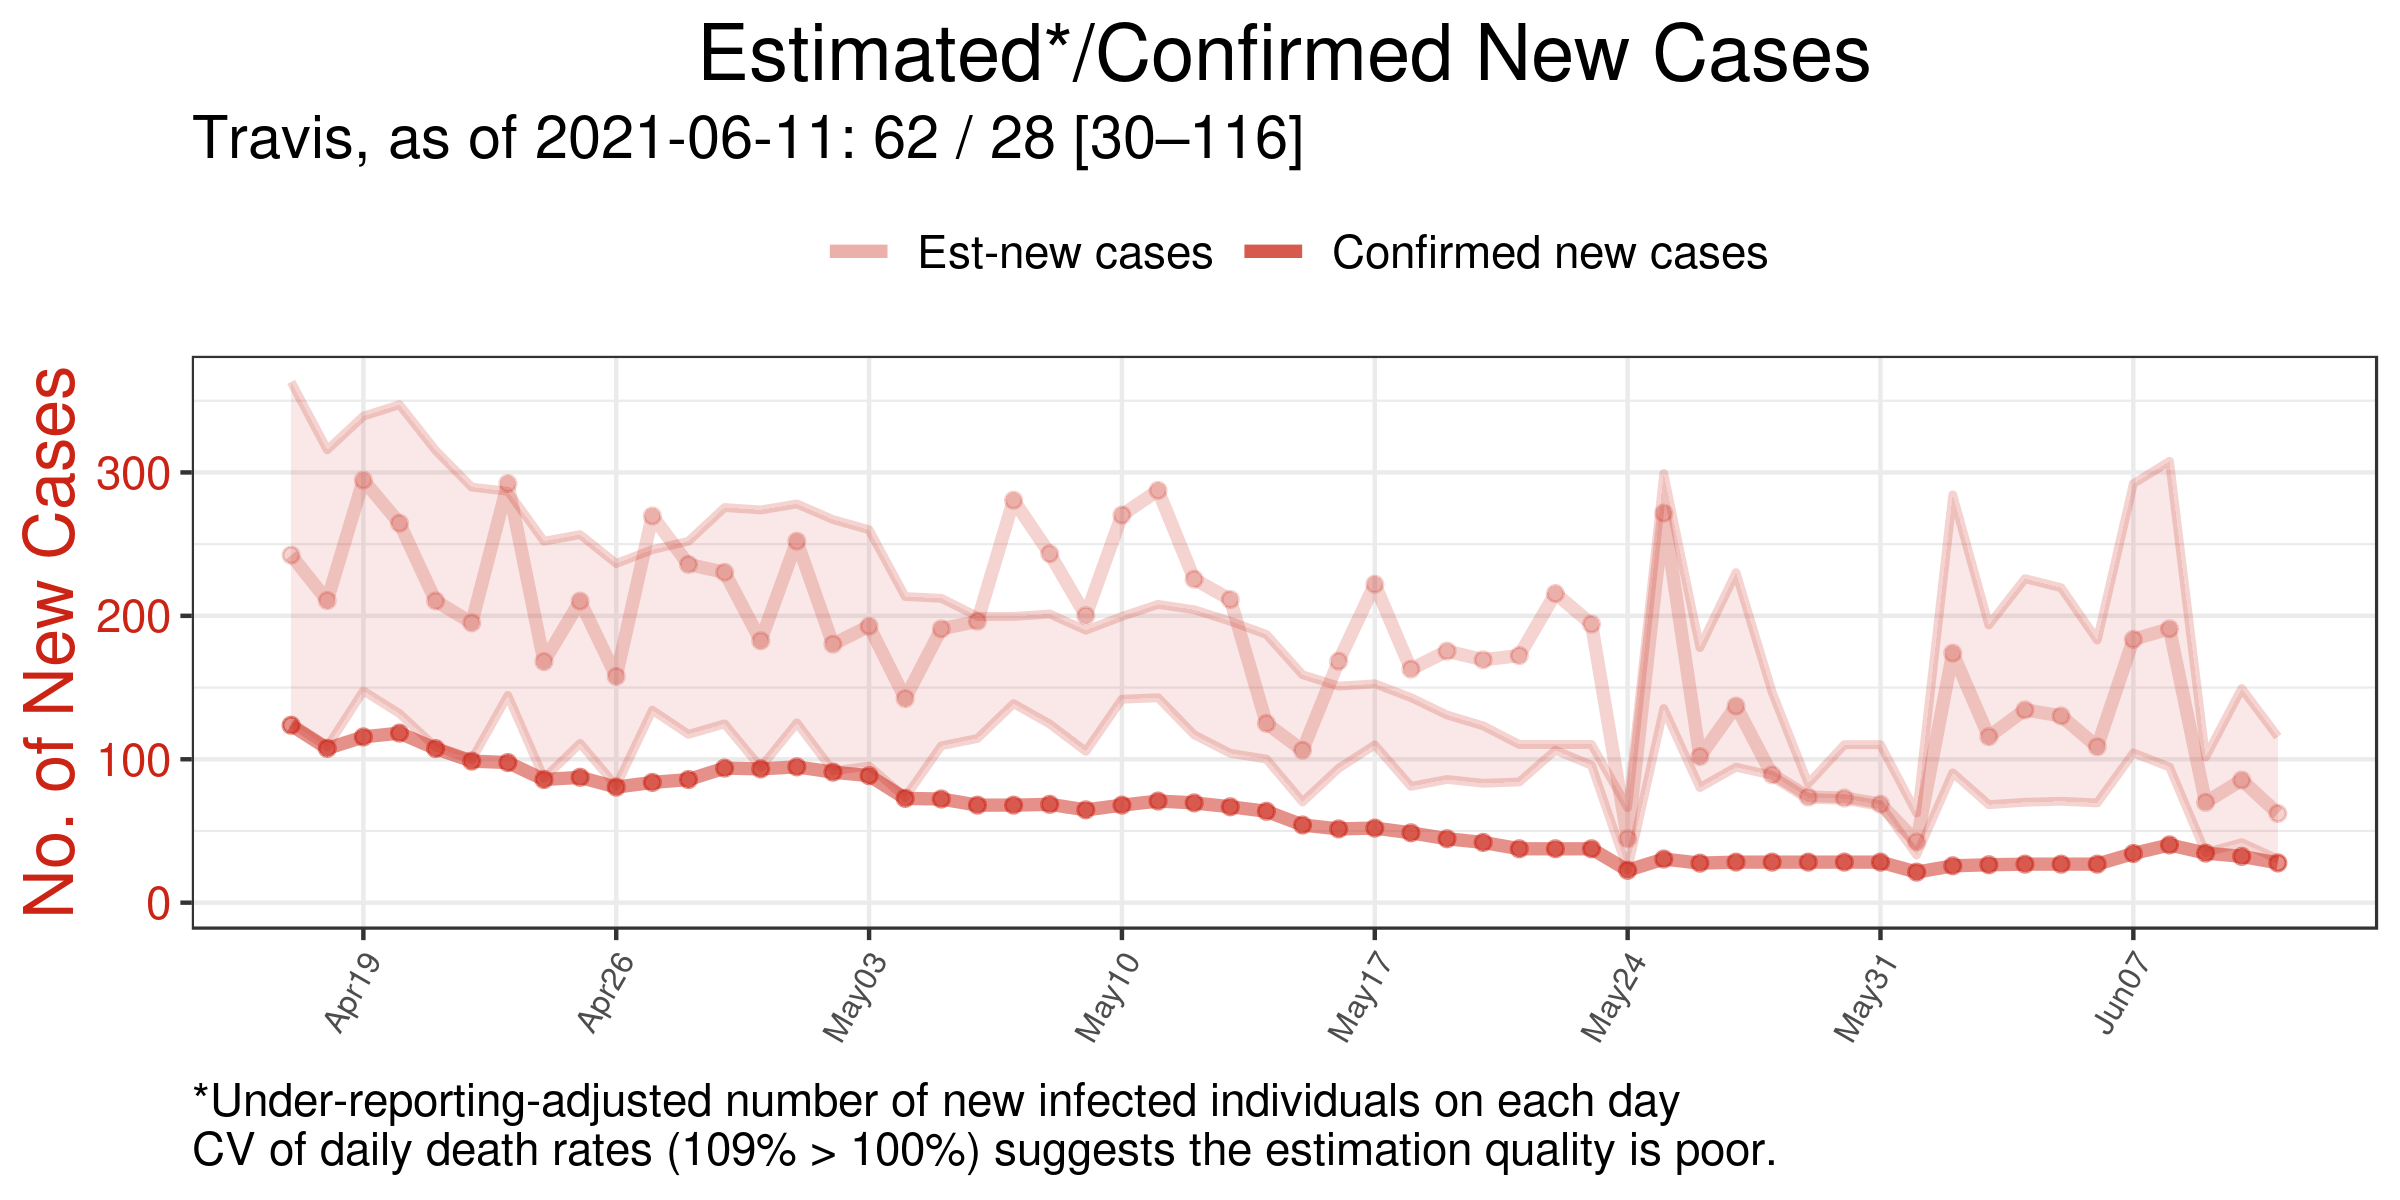 Estimated*/Confirmed New Cases
Travis, as of 2021-06-11: 62 / 28 [30–116]
Est-new cases
Confirmed new cases
No. of New Cases
300
200
100
0
Apr19
Apr26
May03
May10
May17
May24
May31
Jun07
*Under-reporting-adjusted number of new infected individuals on each day
CV of daily death rates (109% > 100%) suggests the estimation quality is poor.